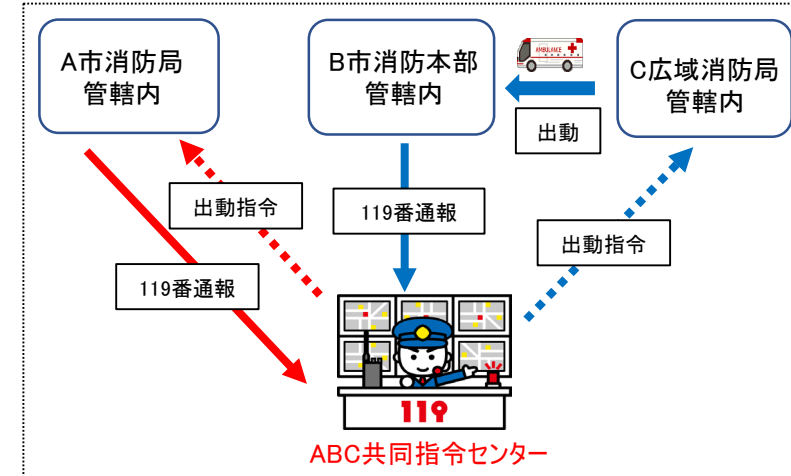 A市消防局
管轄内
B市消防本部
管轄内
AMBULANCE
C広域消防局
管轄内
出動
出動指令
119番通報
出動指令
119番通報
119
ABC共同指令センター